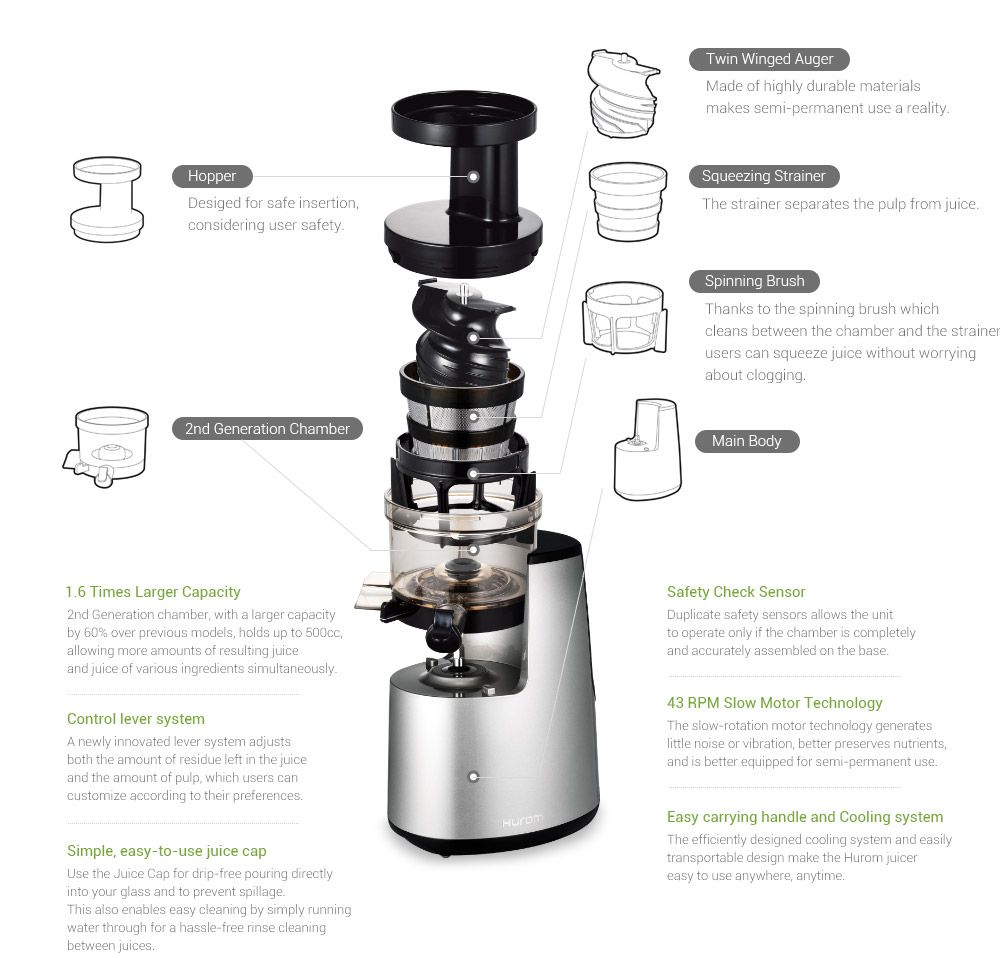 Twin Winged Auger
Made of highly durable materials
makes semi-permanent use a reality.
Hopper
Desiged for safe insertion,
considering user safety.
Squeezing Strainer
The strainer separates the pulp from juice.
Spinning Brush
Thanks to the spinning brush which
cleans between the chamber and the strainer
users can squeeze juice without worrying
about clogging.
2nd Generation Chamber
Main Body
1.6 Times Larger Capacity
2nd Generation chamber, with a larger capacity
by 60% over previous models, holds up to 500cc,
allowing more amounts of resulting juice
and juice of various ingredients simultaneously.
Control lever system
A newly innovated lever system adjusts
both the amount of residue left in the juice
and the amount of pulp, which users can
customize according to their preferences.
Simple, easy-to-use juice cap
Use the Juice Cap for drip-free pouring directly
into your glass and to prevent spillage.
This also enables easy cleaning by simply running
water through for a hassle-free rinse cleaning
between juices.
Safety Check Sensor
Duplicate safety sensors allows the unit
to operate only if the chamber is completely
and accurately assembled on the base.
43 RPM Slow Motor Technology
The slow-rotation motor technology generates
little noise or vibration, better preserves nutrients,
and is better equipped for semi-permanent use.
Easy carrying handle and Cooling system
The efficiently designed cooling system and easily
transportable design make the Hurom juicer
easy to use anywhere, anytime.
Hurom